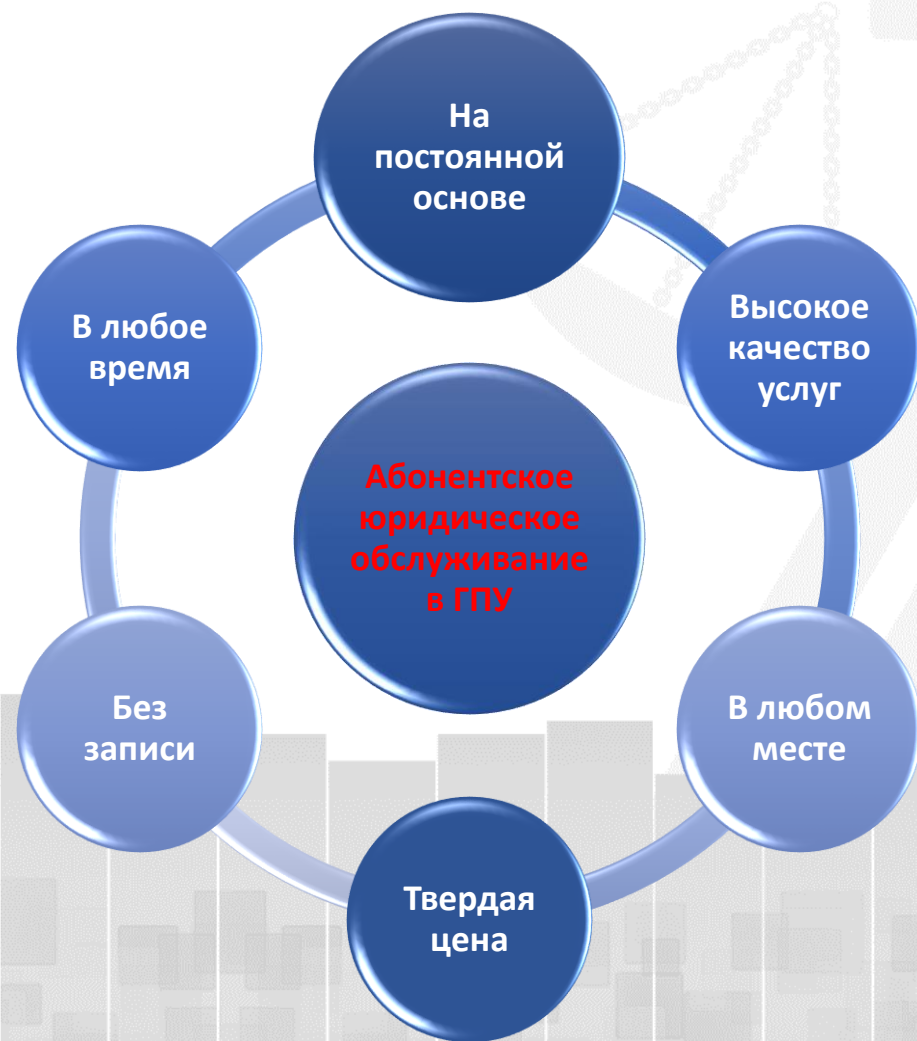 На
постоянной
основе
Высокое
качество
услуг
В любом
месте
Твердая
цена
Без
записи
В любое
время
Абонентское
юридическое
обслуживание
в ГПУ